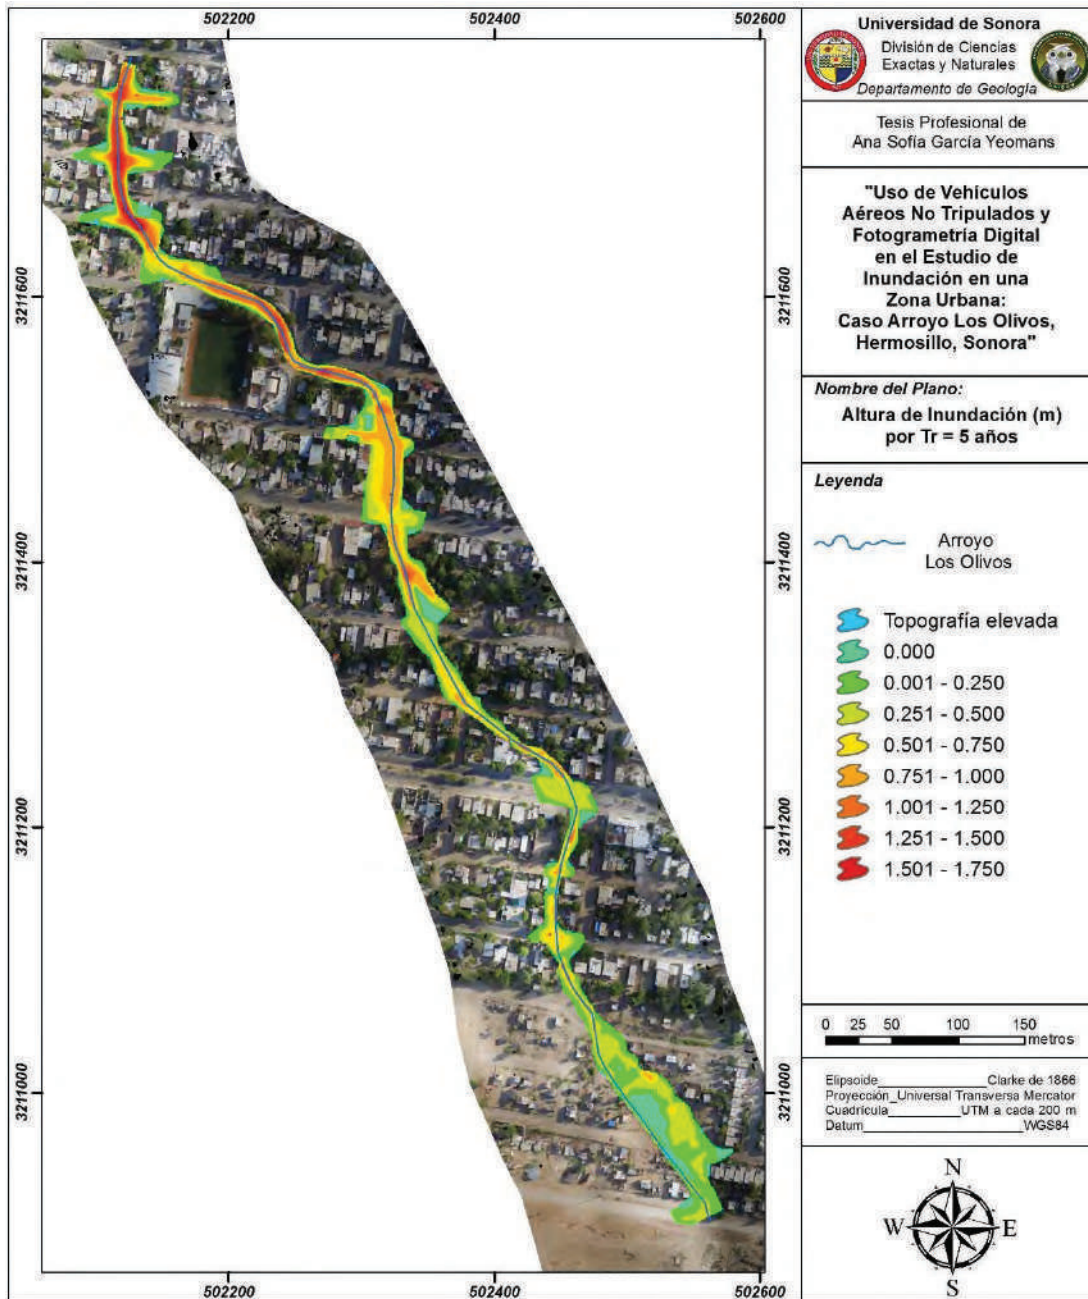 502200
502400
502600
3211600
3211400
3211200
3211000
3211600
3211400
3211200
3211000
502200
502400
502600
Universidad de Sonora
División de Ciencias
Exactas y Naturales
Departamento de Geología
Tesis Profesional de
Ana Sofía García Yeomans
"Uso de Vehículos
Aéreos No Tripulados y
Fotogrametría Digital
en el Estudio de
Inundación en una
Zona Urbana:
Caso Arroyo Los Olivos,
Hermosillo, Sonora"
Nombre del Plano:
Altura de Inundación (m)
por Tr = 5 años
Leyenda
Arroyo
Los Olivos
Topografía elevada
0.000
0.001 - 0.250
0.251 - 0.500
0.501 - 0.750
0.751 - 1.000
1.001 - 1.250
1.251 - 1.500
1.501 - 1.750
0 25 50 100 150
metros
Elipsoide Clarke de 1866
Proyección Universal Transversa Mercator
Cuadrícula UTM a cada 200 m
Datum WGS84
N
W E
S